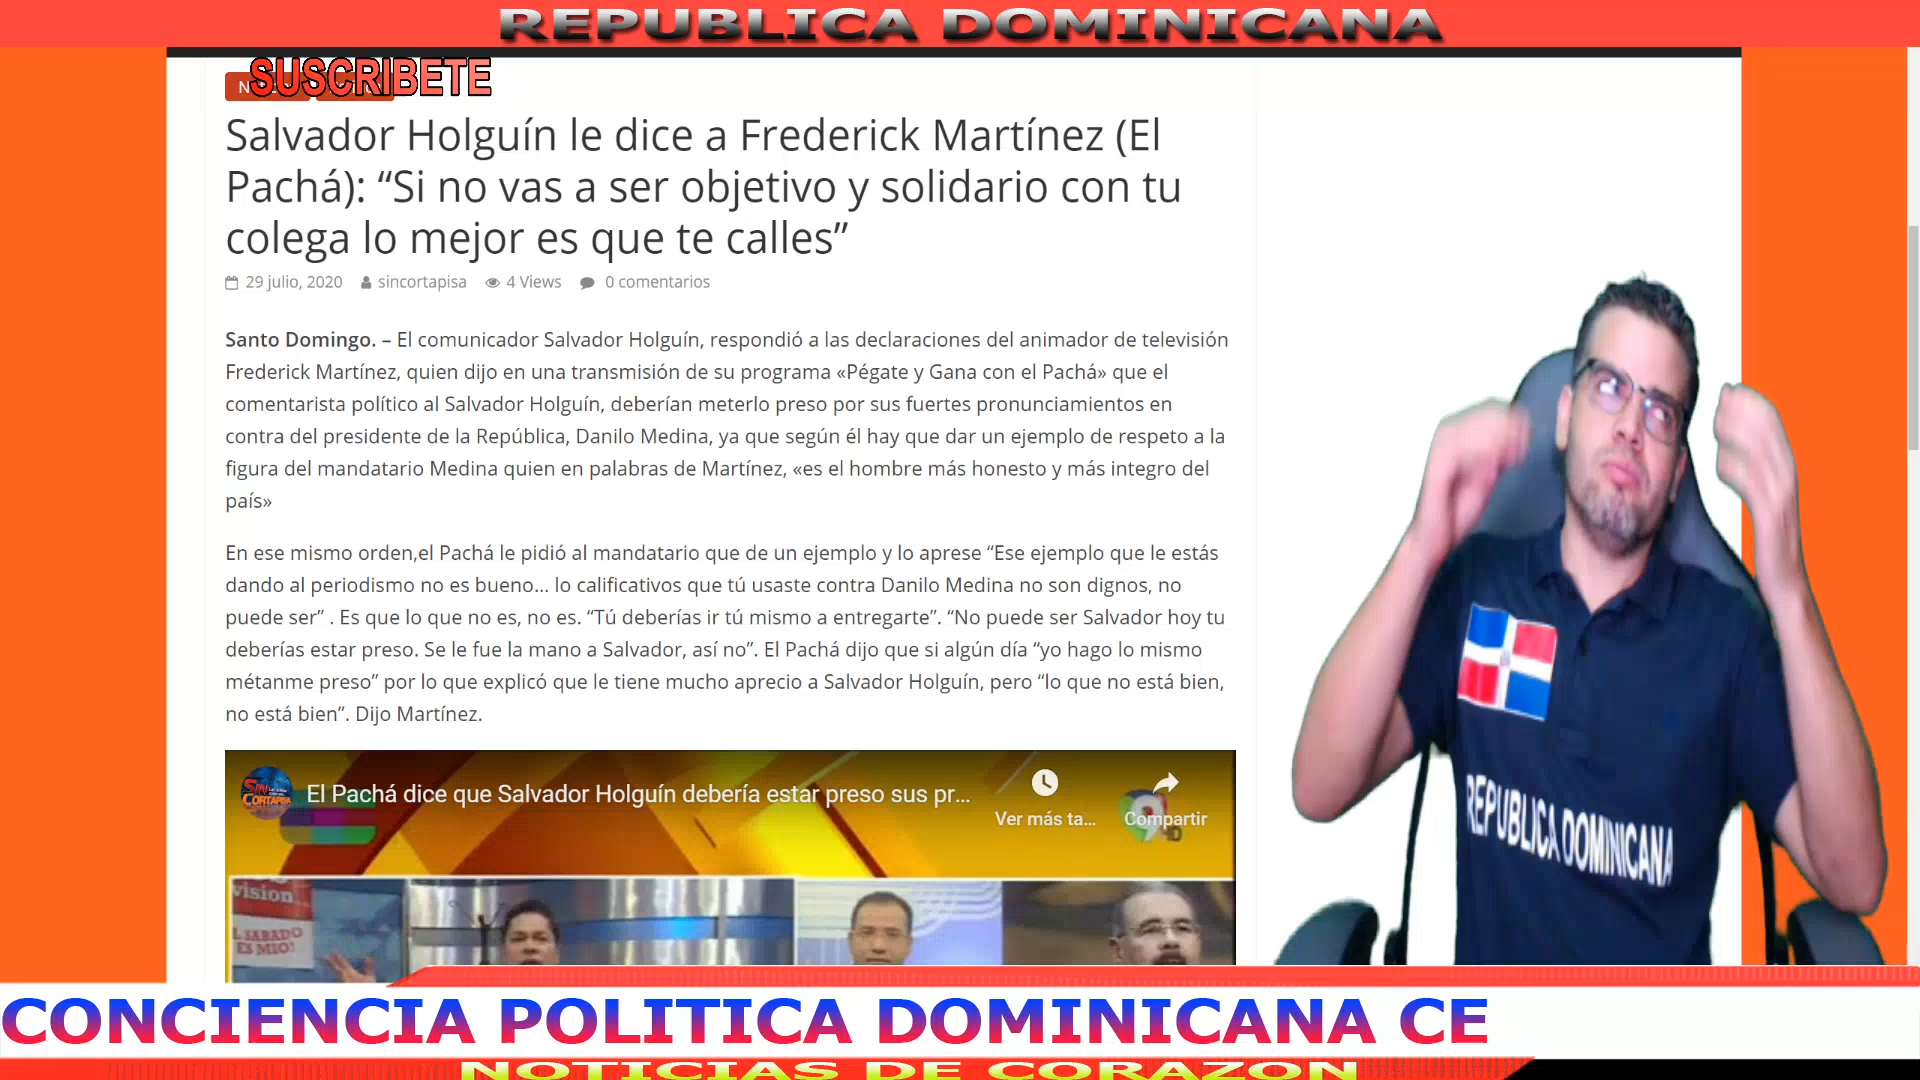 REPUBLICA DOMINICANA
SUSCRIBETE
Salvador Holguín le dice a Frederick Martínez (El
Pachá): “Si no vas a ser objetivo y solidario con tu
colega lo mejor es que te calles”
29 julio, 2020 sincortapisa 4 Views 0 comentarios
Santo Domingo. – El comunicador Salvador Holguín, respondió a las declaraciones del animador de televisión
Frederick Martínez, quien dijo en una transmisión de su programa «Pégate y Gana con el Pachá» que el
comentarista político al Salvador Holguín, deberían meterlo preso por sus fuertes pronunciamientos en
contra del presidente de la República, Danilo Medina, ya que según él hay que dar un ejemplo de respeto a la
figura del mandatario Medina quien en palabras de Martínez, «es el hombre más honesto y más integro del
país»
En ese mismo orden,el Pachá le pidió al mandatario que de un ejemplo y lo aprese “Ese ejemplo que le estás
dando al periodismo no es bueno… lo calificativos que tú usaste contra Danilo Medina no son dignos, no
puede ser” . Es que lo que no es, no es. “Tú deberías ir tú mismo a entregarte”. “No puede ser Salvador hoy tu
deberías estar preso. Se le fue la mano a Salvador, así no”. El Pachá dijo que si algún día “yo hago lo mismo
métanme preso” por lo que explicó que le tiene mucho aprecio a Salvador Holguín, pero “lo que no está bien,
no está bien”. Dijo Martínez.
SIN CORTAPISA
El Pachá dice que Salvador Holguín debería estar preso sus pr...
Ver más ta...
Compartir
9
HD
vision
L SABADO
ES MIO!
REPUBLICA DOMINICANA
CONCIENCIA POLITICA DOMINICANA CE
NOTICIAS DE CORAZON